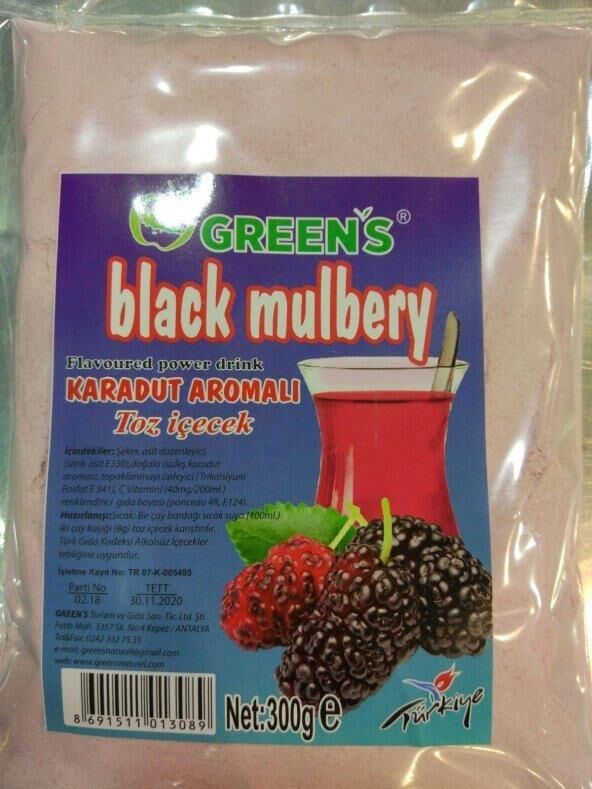 GREEN'S®
black mulbery
Flavoured power drink
KARADUT AROMALI
Toz içecek
İçindekiler: Şeker, asit düzenleyici,
(sitrik asit E330),doğala özdeş karadut
aroması, topaklanmayı önleyici (Trikalsiyum
Fosfat E 341), C Vitamini (40mg/200ml.)
renklendirici gıda boyası (ponceau 4R, E124).
Hazırlanışı:Sıcak: Bir çay bardağı sıcak suya (100ml.)
iki çay kaşığı (8g) toz içecek karıştırılır.
Türk Gıda Kodeksi Alkolsüz İçecekler
tebliğine uygundur.
İşletme Kayıt No: TR 07-K-005495
Parti No TETT
02.18 30.11.2020
GREEN'S Turizm ve Gıda San. Tic. Ltd. Şti.
Fatih Mah. 3357 Sk. No:4 Kepez / ANTALYA
Tel&Fax: 0242 332 75 35
e-mail: greensnaturel@gmail.com
web: www.greensnaturel.com
8 691511 013089
Net:300g e
Türkiye